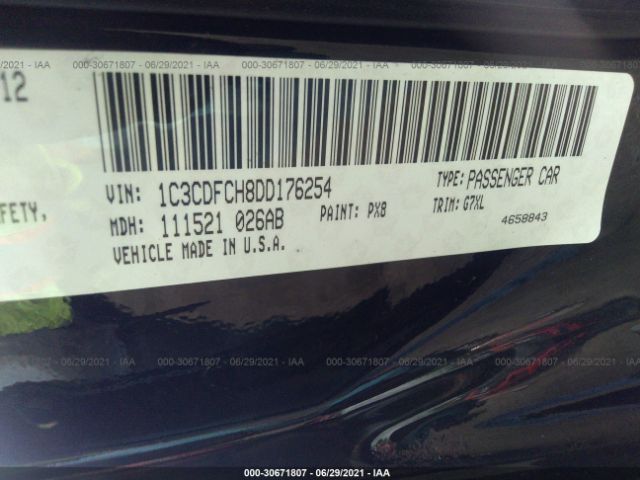 29/2021 - IAA 000-30671807 - 06/29/2021 - IAA 000-30671807 - 06/29/2021 - IAA 000-30671807 - 06/
12
VIN: 1C3CDFCH8DD176254 TYPE: PASSENGER CAR
FETY, MDH: 111521 026AB PAINT: PX8 TRIM: G7XL
VEHICLE MADE IN U.S.A. 4658843
29/2021 - IAA 000-30671807 - 06/29/2021 - IAA 000-30671807 - 06/29/2021 - IAA 000-30671807 - 06/
000-30671807 - 06/29/2021 - IAA